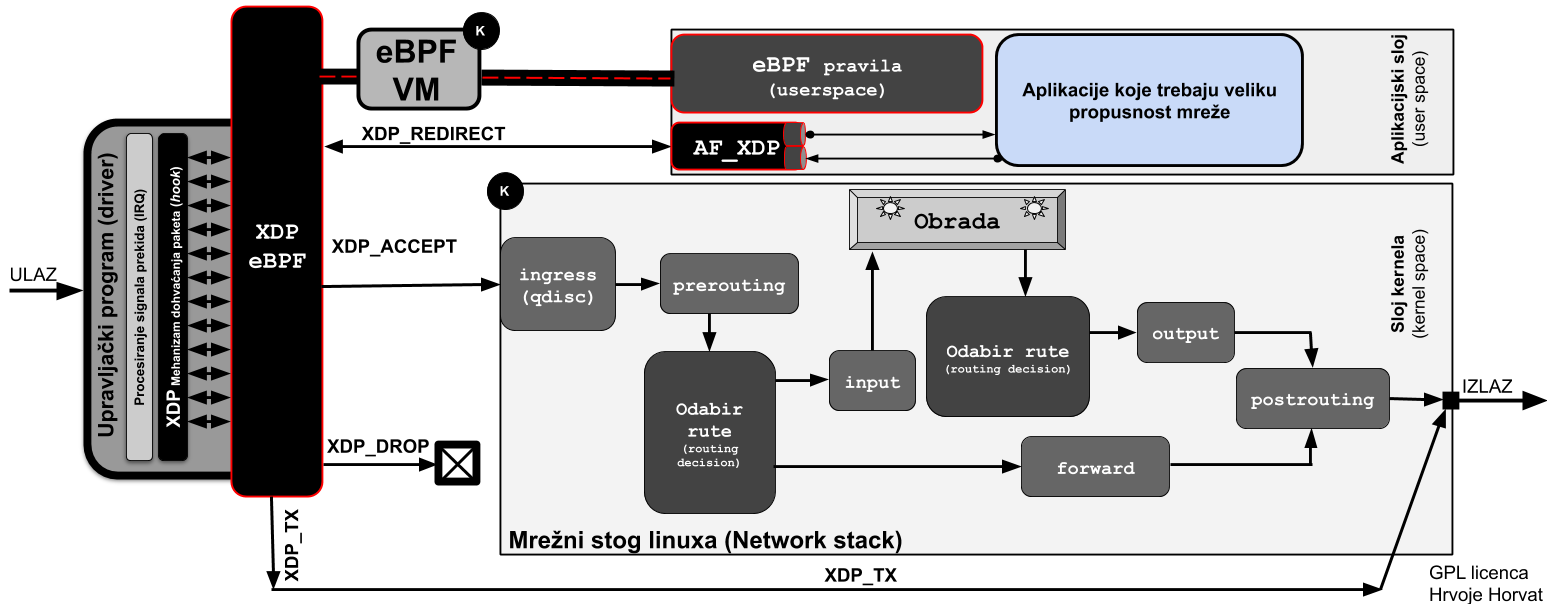 K
eBPF
VM
eBPF pravila
(userspace)
Aplikacije koje trebaju veliku
propusnost mreže
Aplikacijski sloj
(user space)
XDP_REDIRECT
AF_XDP
Upravljački program (driver)
Procesiranje signala prekida (IRQ)
XDP Mehanizam dohvaćanja paketa (hook)
XDP
eBPF
ULAZ
XDP_ACCEPT
K
ingress
(qdisc)
prerouting
Obrada
Odabir
rute
(routing
decision)
input
Odabir rute
(routing decision)
output
postrouting
forward
Sloj kernela
(kernel space)
IZLAZ
XDP_DROP
Mrežni stog linuxa (Network stack)
XDP_TX
XDP_TX
GPL licenca
Hrvoje Horvat